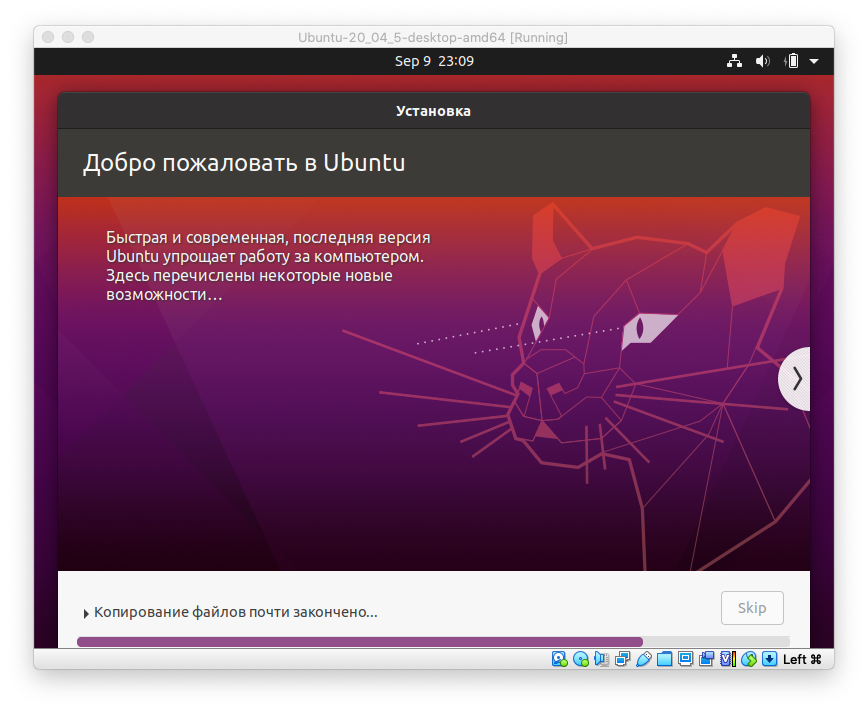 Ubuntu-20_04_5-desktop-amd64 [Running]
Sep 9 23:09
Установка
Добро пожаловать в Ubuntu
Быстрая и современная, последняя версия
Ubuntu упрощает работу за компьютером.
Здесь перечислены некоторые новые
возможности…
Копирование файлов почти закончено...
Skip
Left ⌘